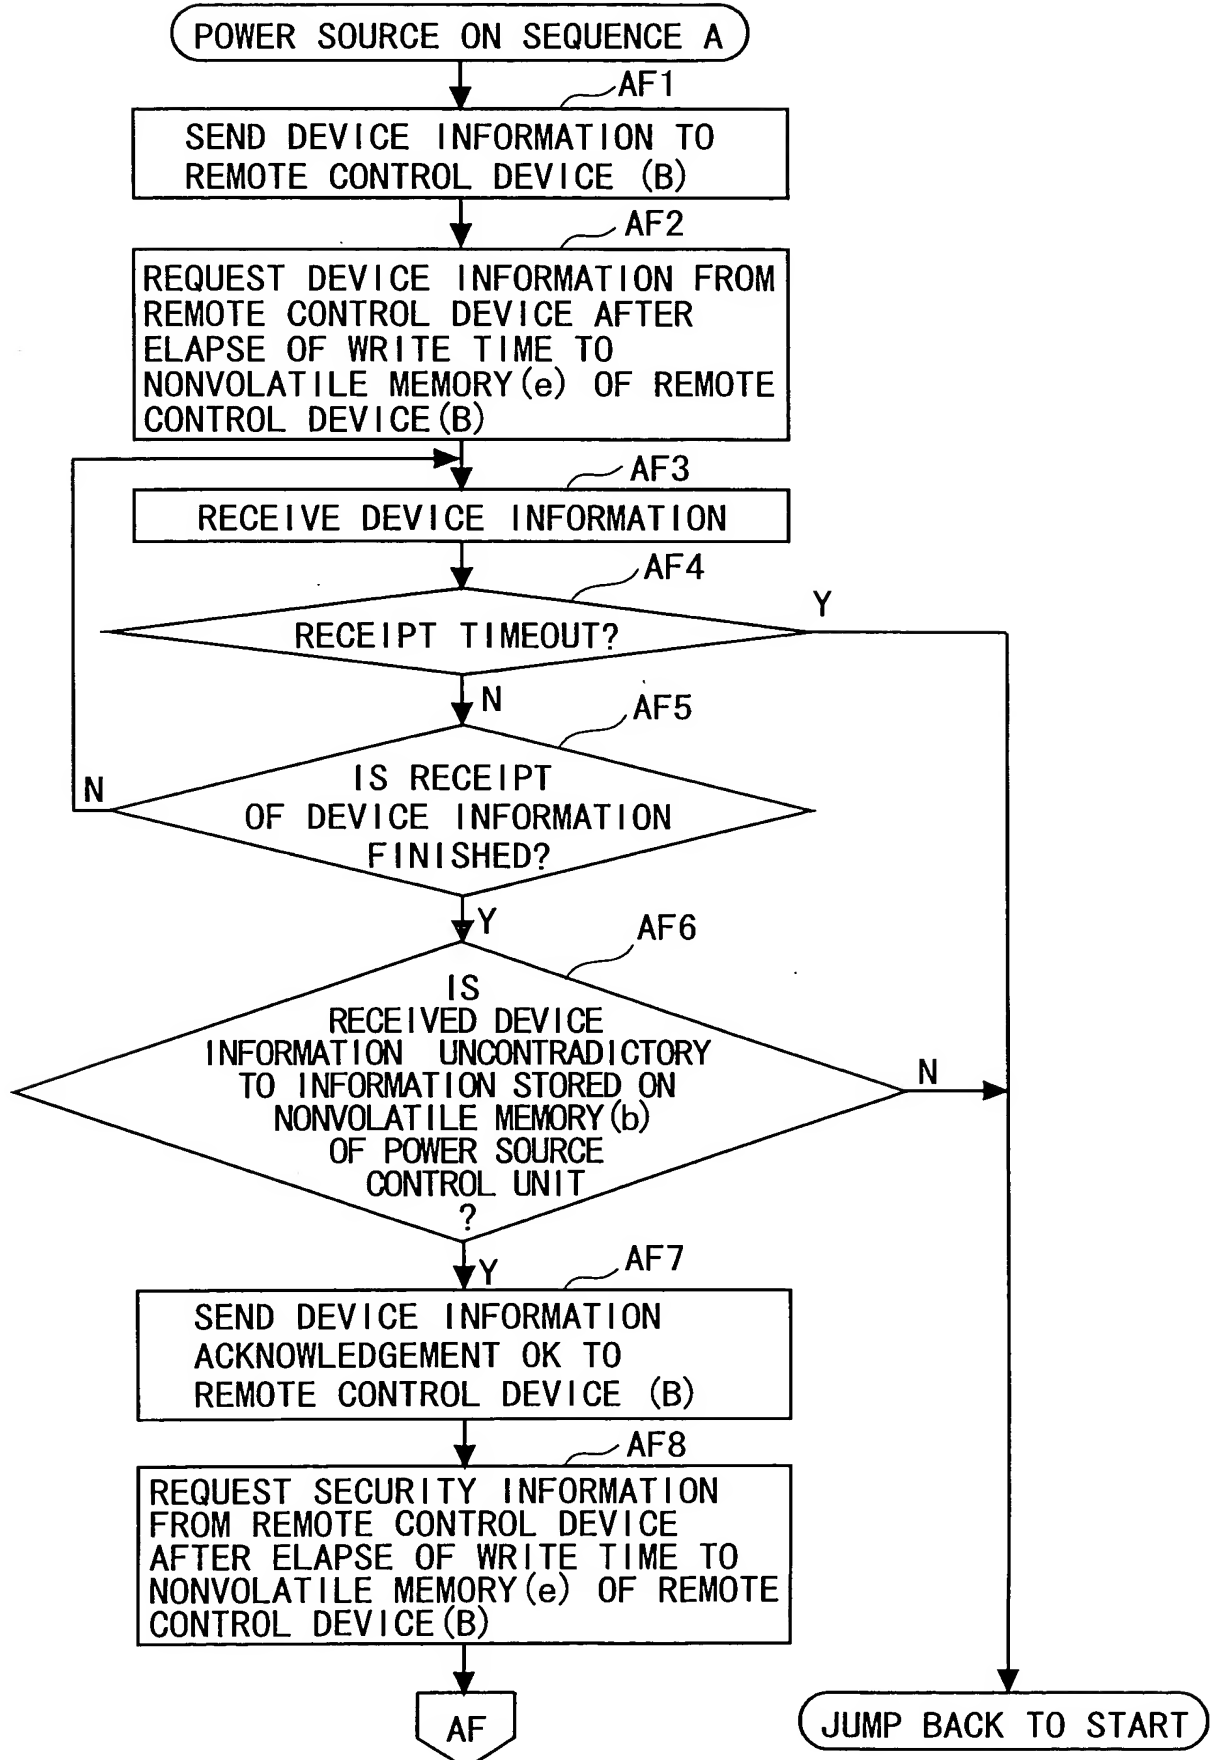 POWER SOURCE ON SEQUENCE A
AF1
SEND DEVICE INFORMATION TO
REMOTE CONTROL DEVICE (B)
AF2
REQUEST DEVICE INFORMATION FROM
REMOTE CONTROL DEVICE AFTER
ELAPSE OF WRITE TIME TO
NONVOLATILE MEMORY(e) OF REMOTE
CONTROL DEVICE(B)
AF3
RECEIVE DEVICE INFORMATION
AF4
RECEIPT TIMEOUT?
Y
N
AF5
IS RECEIPT
OF DEVICE INFORMATION
FINISHED?
N
Y
AF6
IS
RECEIVED DEVICE
INFORMATION UNCONTRADICTORY
TO INFORMATION STORED ON
NONVOLATILE MEMORY(b)
OF POWER SOURCE
CONTROL UNIT
?
N
Y
AF7
SEND DEVICE INFORMATION
ACKNOWLEDGEMENT OK TO
REMOTE CONTROL DEVICE (B)
AF8
REQUEST SECURITY INFORMATION
FROM REMOTE CONTROL DEVICE
AFTER ELAPSE OF WRITE TIME TO
NONVOLATILE MEMORY(e) OF REMOTE
CONTROL DEVICE(B)
AF
JUMP BACK TO START